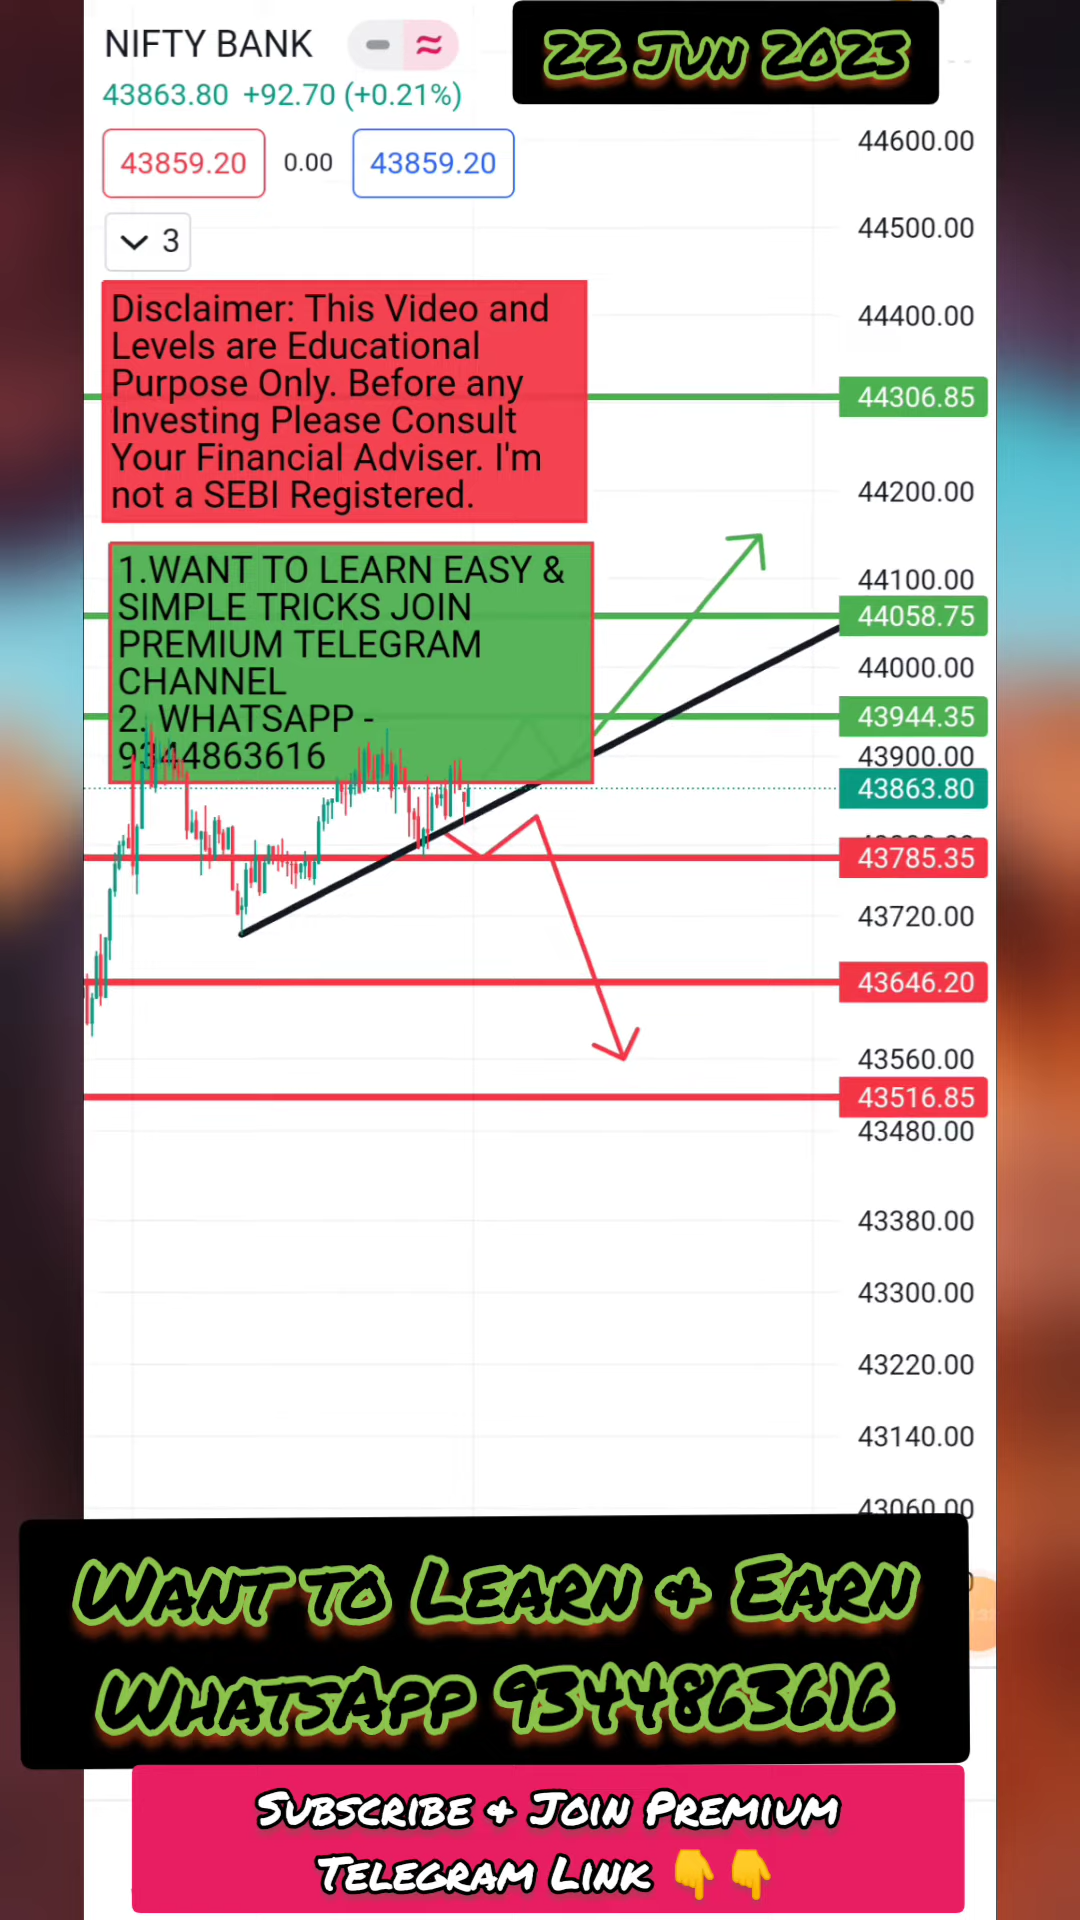 NIFTY BANK
22 Jun 2023
43863.80 +92.70 (+0.21%)
43859.20 0.00 43859.20
3
Disclaimer: This Video and
Levels are Educational
Purpose Only. Before any
Investing Please Consult
Your Financial Adviser. I'm
not a SEBI Registered.
1.WANT TO LEARN EASY &
SIMPLE TRICKS JOIN
PREMIUM TELEGRAM
CHANNEL
2. WHATSAPP -
9344863616
44600.00
44500.00
44400.00
44306.85
44200.00
44100.00
44058.75
44000.00
43944.35
43900.00
43863.80
43785.35
43720.00
43646.20
43560.00
43516.85
43480.00
43380.00
43300.00
43220.00
43140.00
43060.00
Want to Learn & Earn
WhatsApp 9344863616
Subscribe & Join Premium
Telegram Link 👇👇